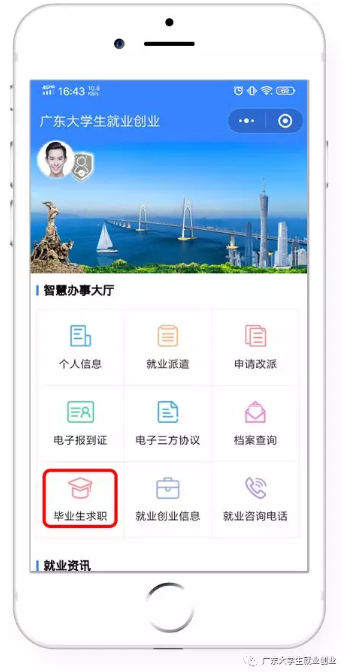 16:43
广东大学生就业创业
智慧办事大厅
个人信息 就业派遣 申请改派
电子报到证 电子三方协议 档案查询
毕业生求职 就业创业信息 就业咨询电话
就业资讯
广东大学生就业创业